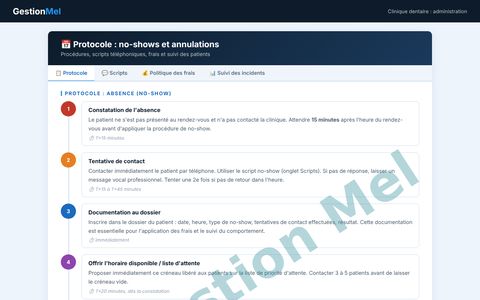 GestionMel
Clinique dentaire : administration
📅 Protocole : no-shows et annulations
Procédures, scripts téléphoniques, frais et suivi des patients
📋 Protocole 💬 Scripts 💰 Politique des frais 📊 Suivi des incidents
PROTOCOLE : ABSENCE (NO-SHOW)
1
Constatation de l'absence
Le patient ne s'est pas présenté au rendez-vous et n'a pas contacté la clinique. Attendre 15 minutes après l'heure du rendez-
vous avant d'appliquer la procédure de no-show.
⏱ T+15 minutes
2
Tentative de contact
Contacter immédiatement le patient par téléphone. Utiliser le script no-show (onglet Scripts). Si pas de réponse, laisser un
message vocal professionnel. Tenter une 2e fois si pas de retour dans l'heure.
⏱ T+15 à T+45 minutes
3
Documentation au dossier
Inscrire dans le dossier du patient : date, heure, type de no-show, tentatives de contact effectuées, résultat. Cette documentation
est essentielle pour l'application des frais et le suivi du comportement.
⏱ Immédiatement
4
Offrir l'horaire disponible / liste d'attente
Proposer immédiatement ce créneau libéré aux patients sur la liste de priorité d'attente. Contacter 3 à 5 patients avant de laisser
le créneau vide.
⏱ T+20 minutes, dès la constatation
stion Mel